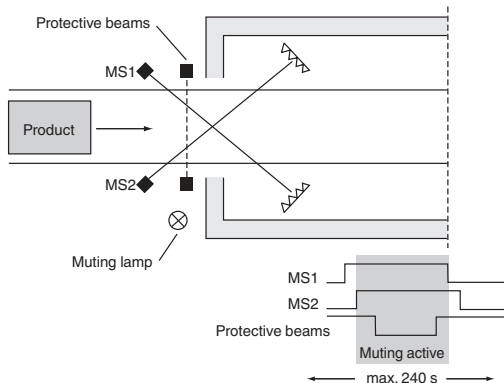 Protective beams
MS1
Product
MS2
Muting lamp
MS1
MS2
Protective beams
Muting active
max. 240 s